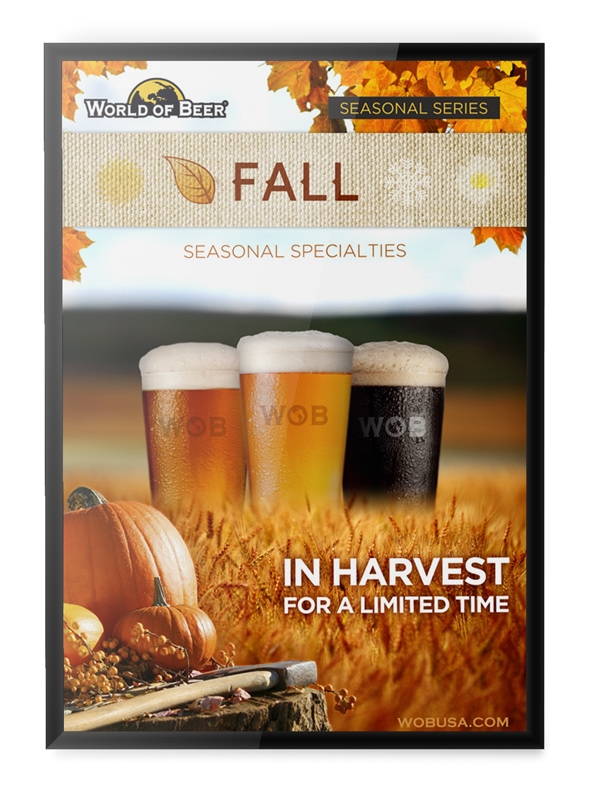 WORLD OF BEER®
SEASONAL SERIES
FALL
SEASONAL SPECIALTIES
WOB WOB WOB
IN HARVEST
FOR A LIMITED TIME
WOBUSA.COM